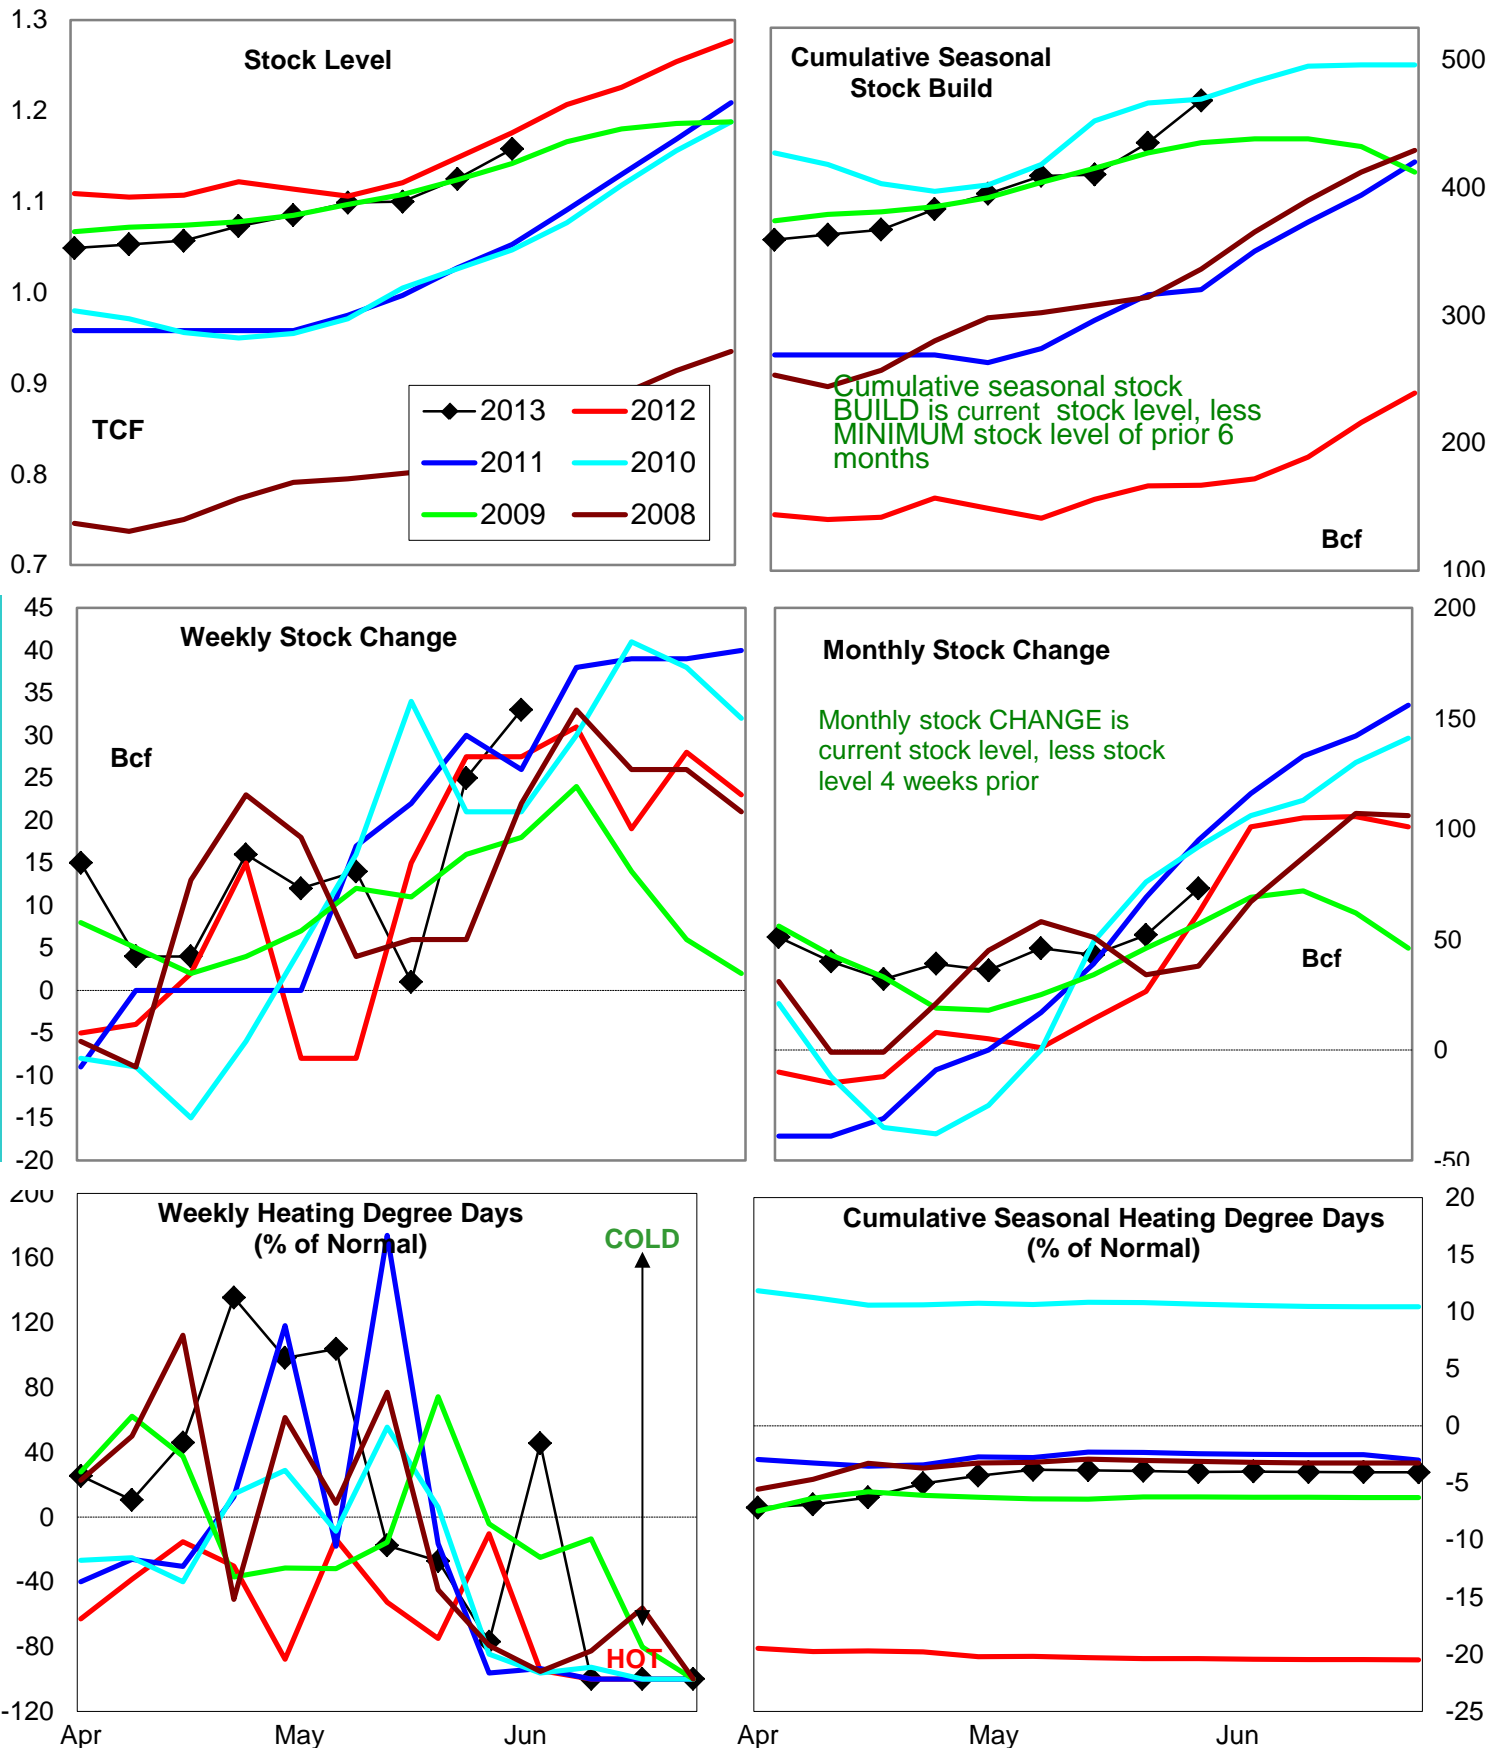 Stock Level
1.3
1.2
1.1
1.0
0.9
0.8
0.7
TCF
2013
2012
2011
2010
2009
2008
Cumulative Seasonal
Stock Build
500
400
300
200
100
Cumulative seasonal stock
BUILD is current stock level, less
MINIMUM stock level of prior 6
months
Bcf
Weekly Stock Change
45
40
35
30
25
20
15
10
5
0
-5
-10
-15
-20
Bcf
Monthly Stock Change
200
150
100
50
0
-50
Monthly stock CHANGE is
current stock level, less stock
level 4 weeks prior
Bcf
Weekly Heating Degree Days
(% of Normal)
200
160
120
80
40
0
-40
-80
-120
COLD
HOT
Apr
May
Jun
Cumulative Seasonal Heating Degree Days
(% of Normal)
20
15
10
5
0
-5
-10
-15
-20
-25
Apr
May
Jun